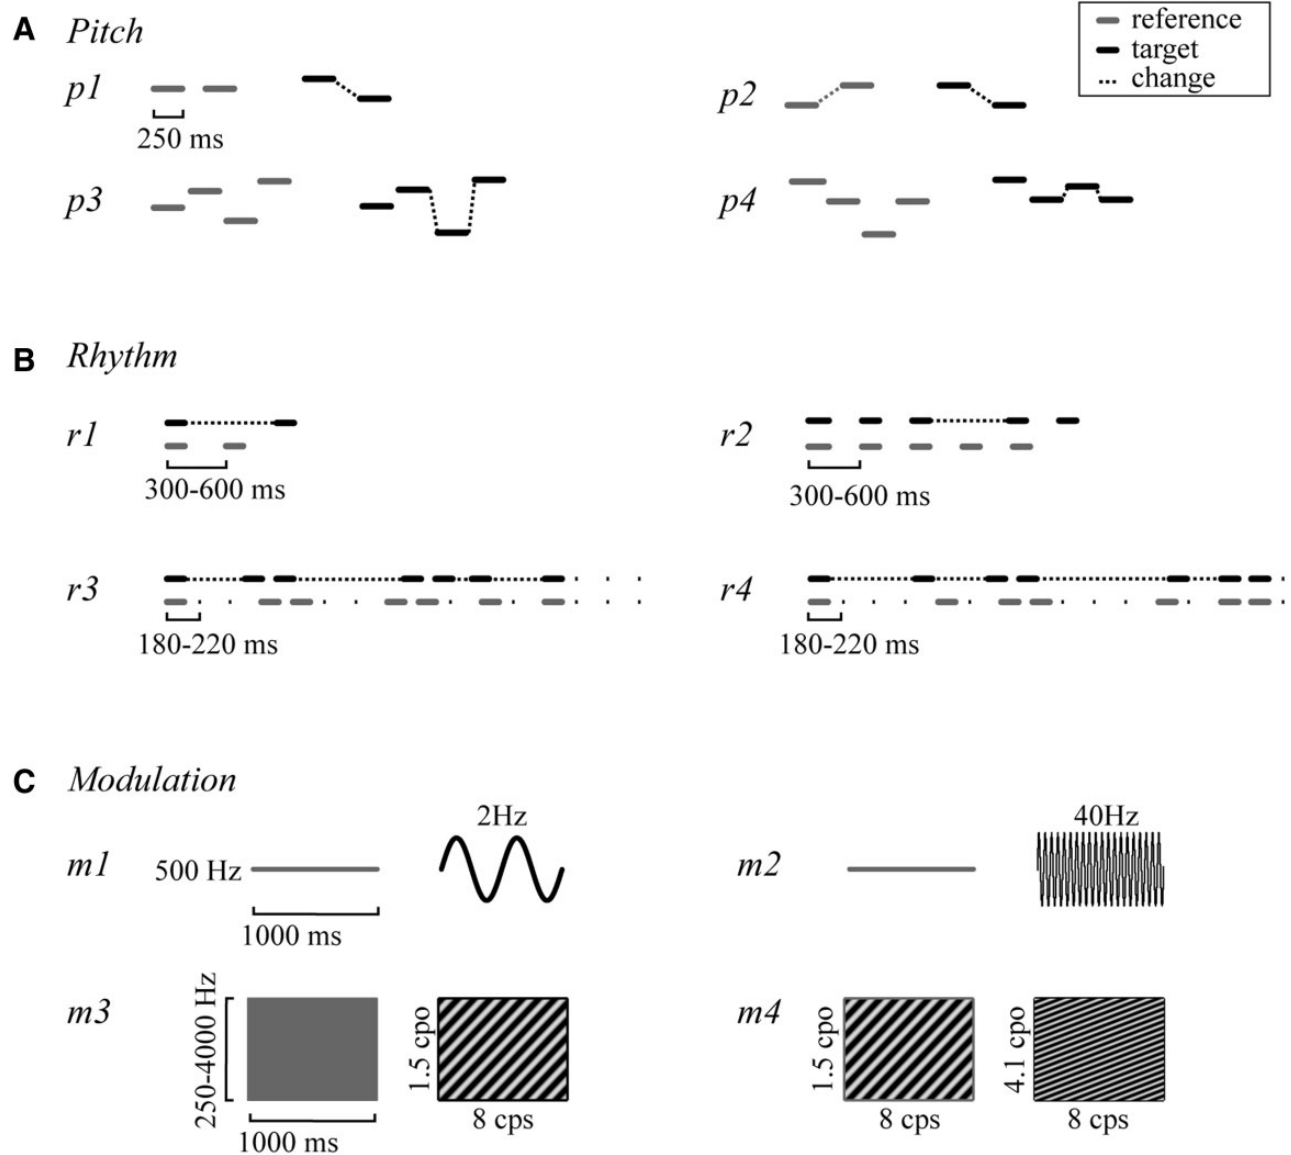 A Pitch
reference
target
change
p1
250 ms
p2
p3
p4
B Rhythm
r1
300-600 ms
r2
300-600 ms
r3
180-220 ms
r4
180-220 ms
C Modulation
m1
500 Hz
1000 ms
2Hz
m2
40Hz
m3
250-4000 Hz
1000 ms
1.5 cpo
8 cps
m4
1.5 cpo
8 cps
4.1 cpo
8 cps